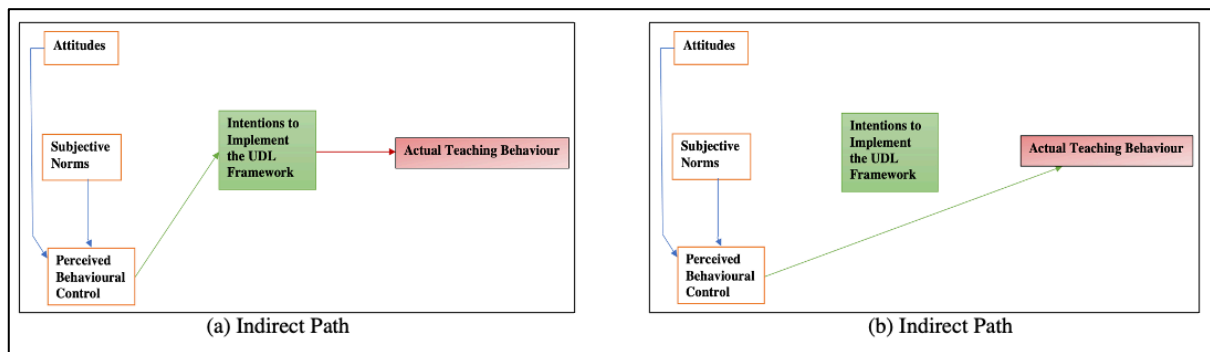 Attitudes
Subjective
Norms
Perceived
Behavioural
Control
Intentions to
Implement
the UDL
Framework
Actual Teaching Behaviour
(a) Indirect Path
Attitudes
Subjective
Norms
Perceived
Behavioural
Control
Intentions to
Implement
the UDL
Framework
Actual Teaching Behaviour
(b) Indirect Path